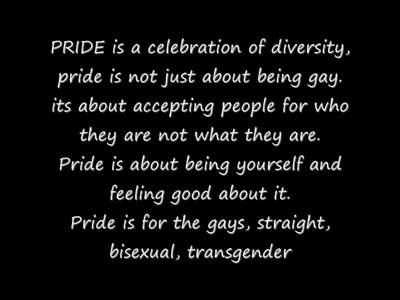 PRIDE is a celebration of diversity,
pride is not just about being gay.
its about accepting people for who
they are not what they are.
Pride is about being yourself and
feeling good about it.
Pride is for the gays, straight,
bisexual, transgender